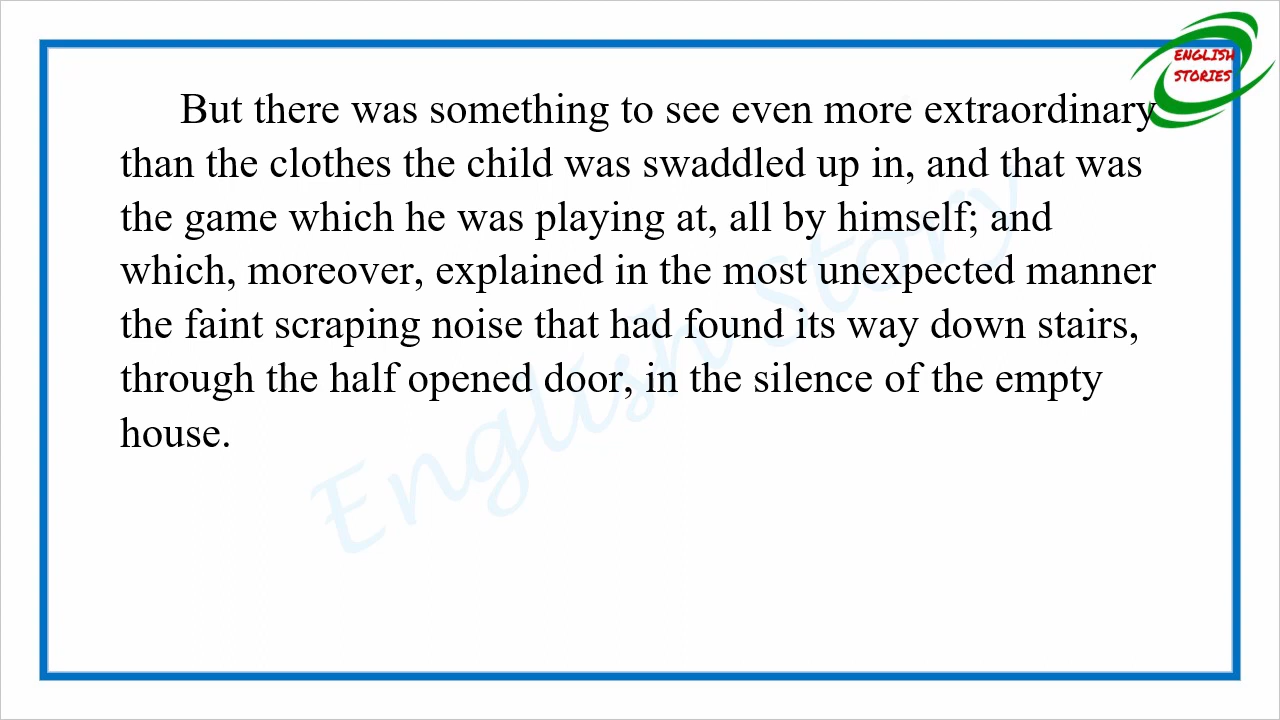 ENGLISH
STORIES
But there was something to see even more extraordinary
than the clothes the child was swaddled up in, and that was
the game which he was playing at, all by himself; and
which, moreover, explained in the most unexpected manner
the faint scraping noise that had found its way down stairs,
through the half opened door, in the silence of the empty
house.
English Story